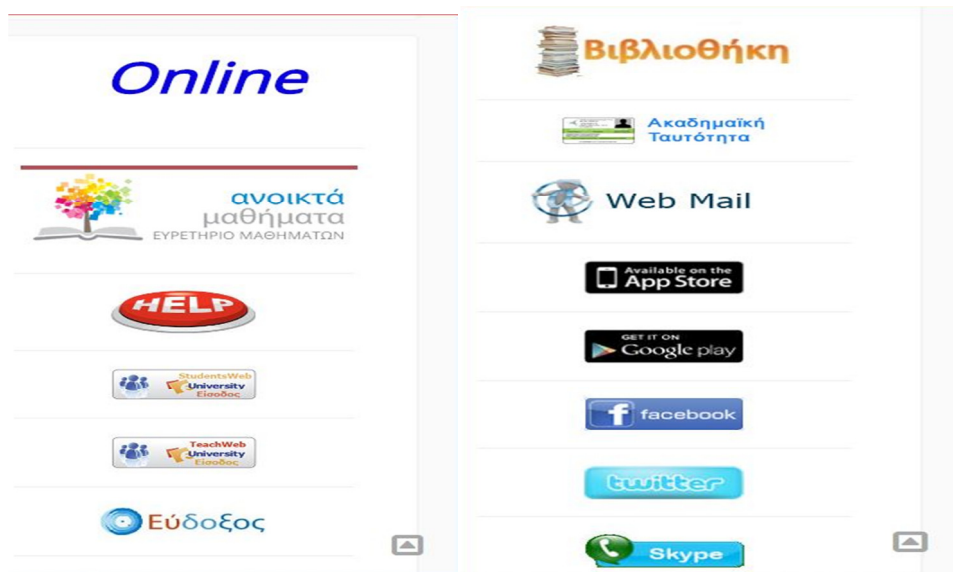 Online
ανοικτά
μαθήματα
ΕΥΡΕΤΗΡΙΟ ΜΑΘΗΜΑΤΩΝ
HELP
StudentsWeb
University
Είσοδος
TeachWeb
University
Είσοδος
Εύδοξος
Βιβλιοθήκη
Ακαδημαϊκή
Ταυτότητα
Web Mail
Available on the
App Store
GET IT ON
Google play
f facebook
twitter
Skype